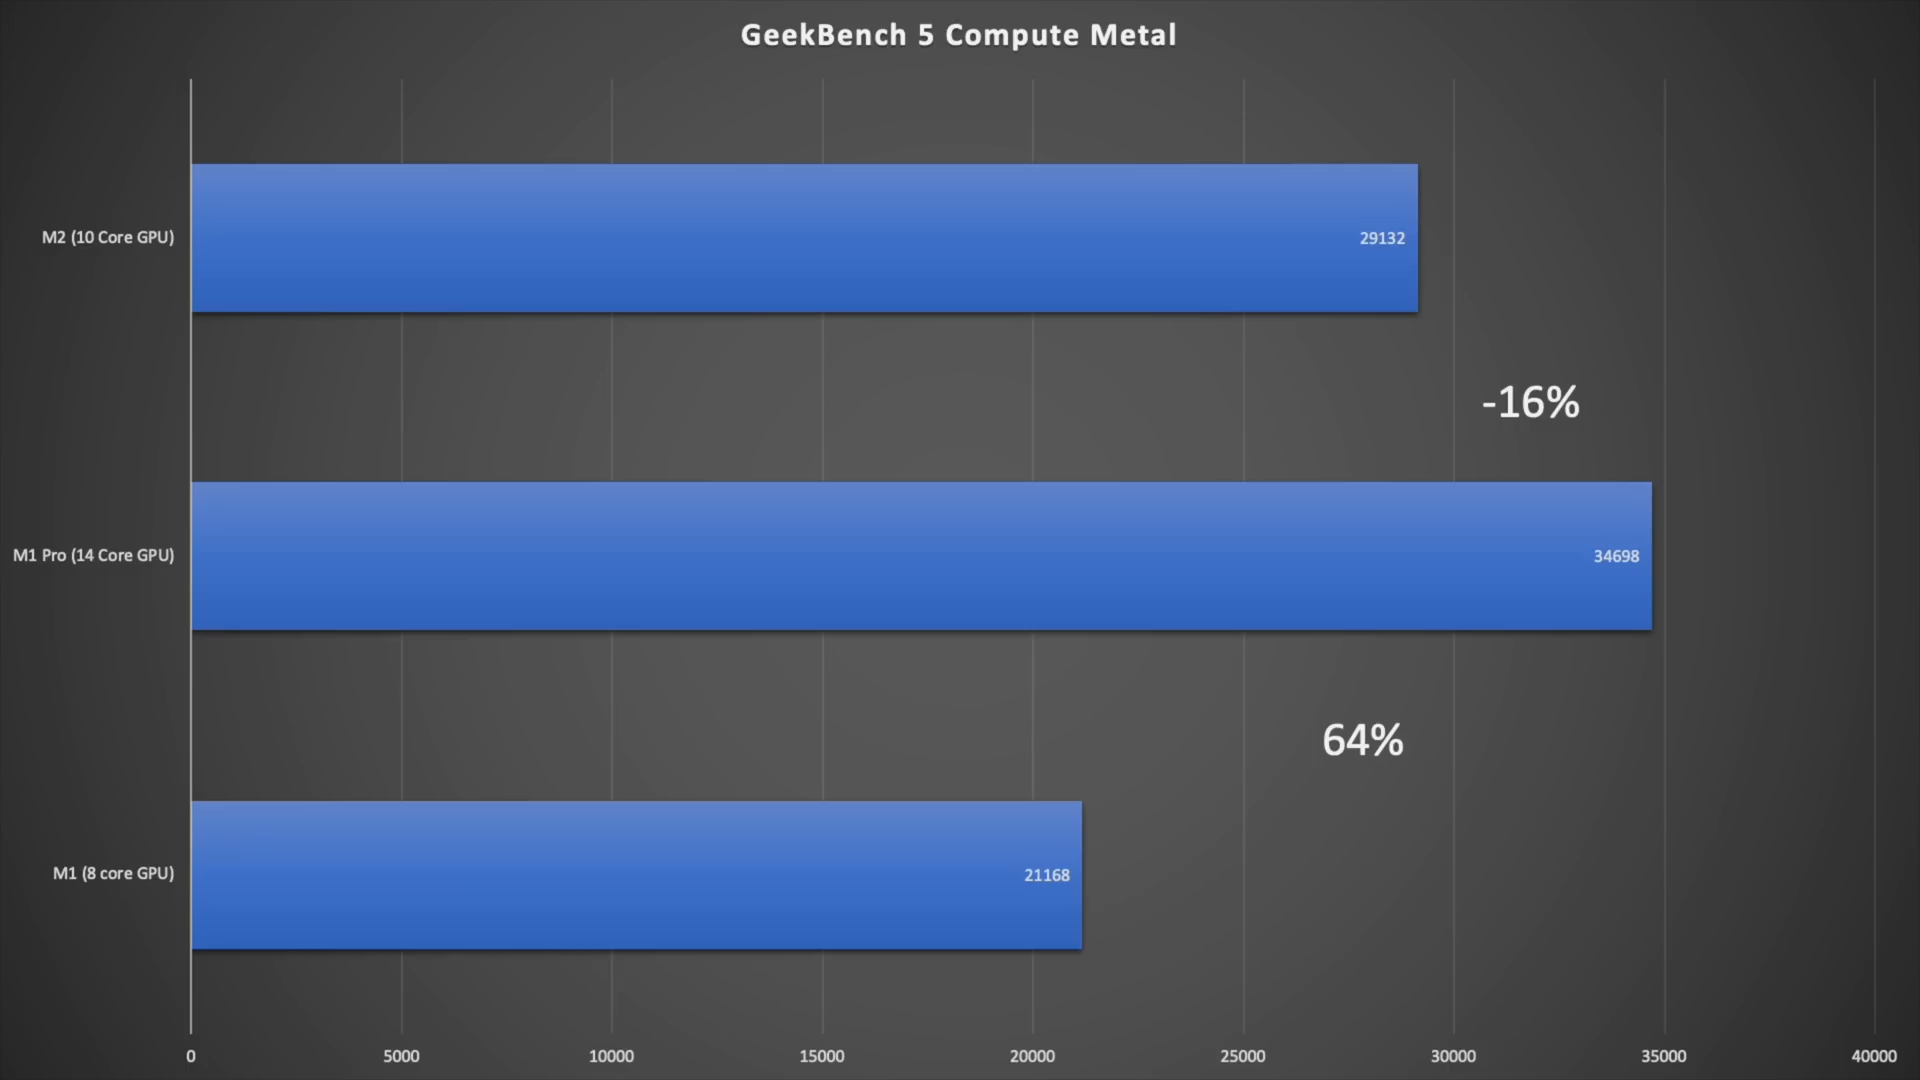 GeekBench 5 Compute Metal
M2 (10 Core GPU)
29132
-16%
M1 Pro (14 Core GPU)
34698
64%
M1 (8 core GPU)
21168
0 5000 10000 15000 20000 25000 30000 35000 40000